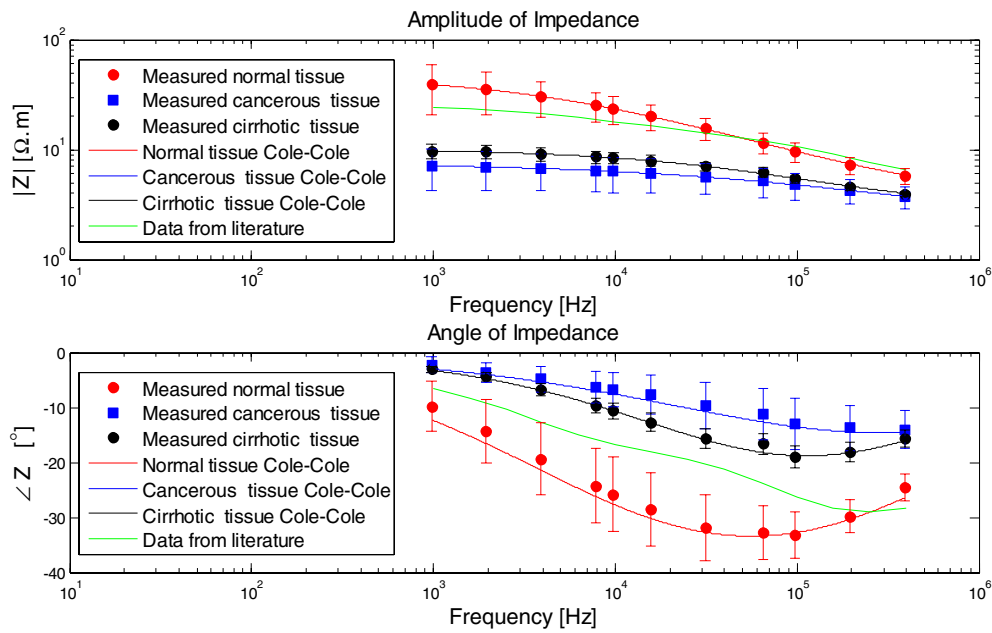 Amplitude of Impedance
|Z| [Ω.m]
10^2
10^1
10^0
Measured normal tissue
Measured cancerous tissue
Measured cirrhotic tissue
Normal tissue Cole-Cole
Cancerous tissue Cole-Cole
Cirrhotic tissue Cole-Cole
Data from literature
10^1 10^2 10^3 10^4 10^5 10^6
Frequency [Hz]
Angle of Impedance
∠ Z [°]
0
-10
-20
-30
-40
Measured normal tissue
Measured cancerous tissue
Measured cirrhotic tissue
Normal tissue Cole-Cole
Cancerous tissue Cole-Cole
Cirrhotic tissue Cole-Cole
Data from literature
10^1 10^2 10^3 10^4 10^5 10^6
Frequency [Hz]